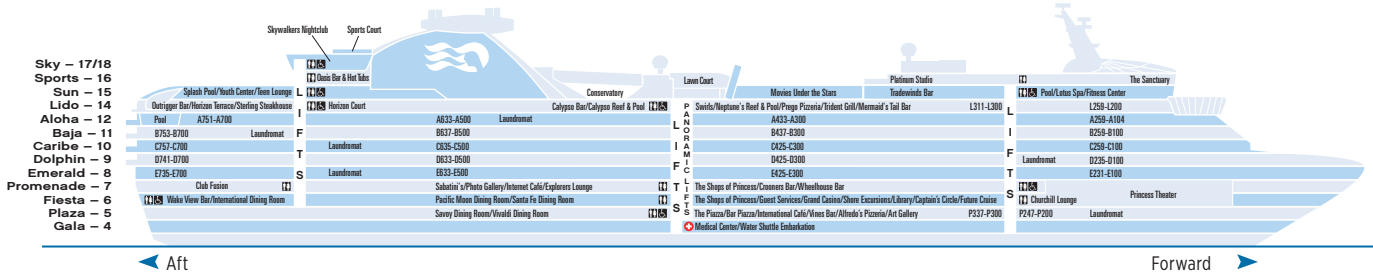 Skywalkers Nightclub
Sports Court
Sky – 17/18
Sports – 16
Oasis Bar & Hot Tubs
Lawn Court
Platinum Studio
The Sanctuary
Sun – 15
Splash Pool/Youth Center/Teen Lounge
Conservatory
Movies Under the Stars
Tradewinds Bar
Pool/Lotus Spa/Fitness Center
Lido – 14
Outrigger Bar/Horizon Terrace/Sterling Steakhouse
Horizon Court
Calypso Bar/Calypso Reef & Pool
Swirls/Neptune's Reef & Pool/Prego Pizzeria/Trident Grill/Mermaid's Tail Bar
L311-L300
L259-L200
Aloha – 12
Pool
A751-A700
A633-A500
Laundromat
A433-A300
A259-A104
Baja – 11
B753-B700
Laundromat
B637-B500
B437-B300
B259-B100
Caribe – 10
C757-C700
Laundromat
C635-C500
C425-C300
C259-C100
Dolphin – 9
D741-D700
D633-D500
D425-D300
Laundromat
D235-D100
Emerald – 8
E735-E700
Laundromat
E633-E500
E425-E300
E231-E100
Promenade – 7
Club Fusion
Sabatini's/Photo Gallery/Internet Café/Explorers Lounge
The Shops of Princess/Crooners Bar/Wheelhouse Bar
Princess Theater
Fiesta – 6
Wake View Bar/International Dining Room
Pacific Moon Dining Room/Santa Fe Dining Room
The Shops of Princess/Guest Services/Grand Casino/Shore Excursions/Library/Captain's Circle/Future Cruise
Churchill Lounge
Plaza – 5
Savoy Dining Room/Vivaldi Dining Room
The Piazza/Bar Piazza/International Café/Vines Bar/Alfredo's Pizzeria/Art Gallery
P337-P300
P247-P200
Laundromat
Gala – 4
Medical Center/Water Shuttle Embarkation
LIFTS
LIFTS
PANORAMIC LIFTS
LIFTS
Aft
Forward